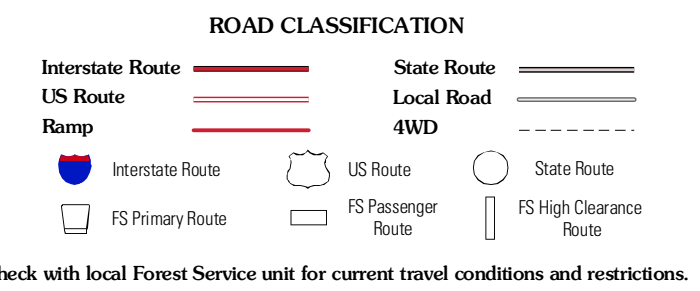 ROAD CLASSIFICATION
Interstate Route
State Route
US Route
Local Road
Ramp
4WD
Interstate Route
US Route
State Route
FS Primary Route
FS Passenger
Route
FS High Clearance
Route
with local Forest Service unit for current travel conditions and restrictions.